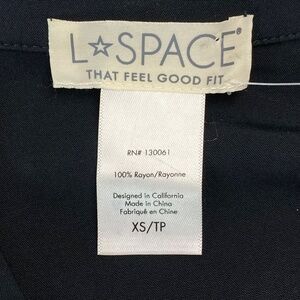 L☆SPACE®
THAT FEEL GOOD FIT
RN# 130061
100% Rayon/Rayonne
Designed in California
Made in China
Fabriqué en Chine
XS/TP